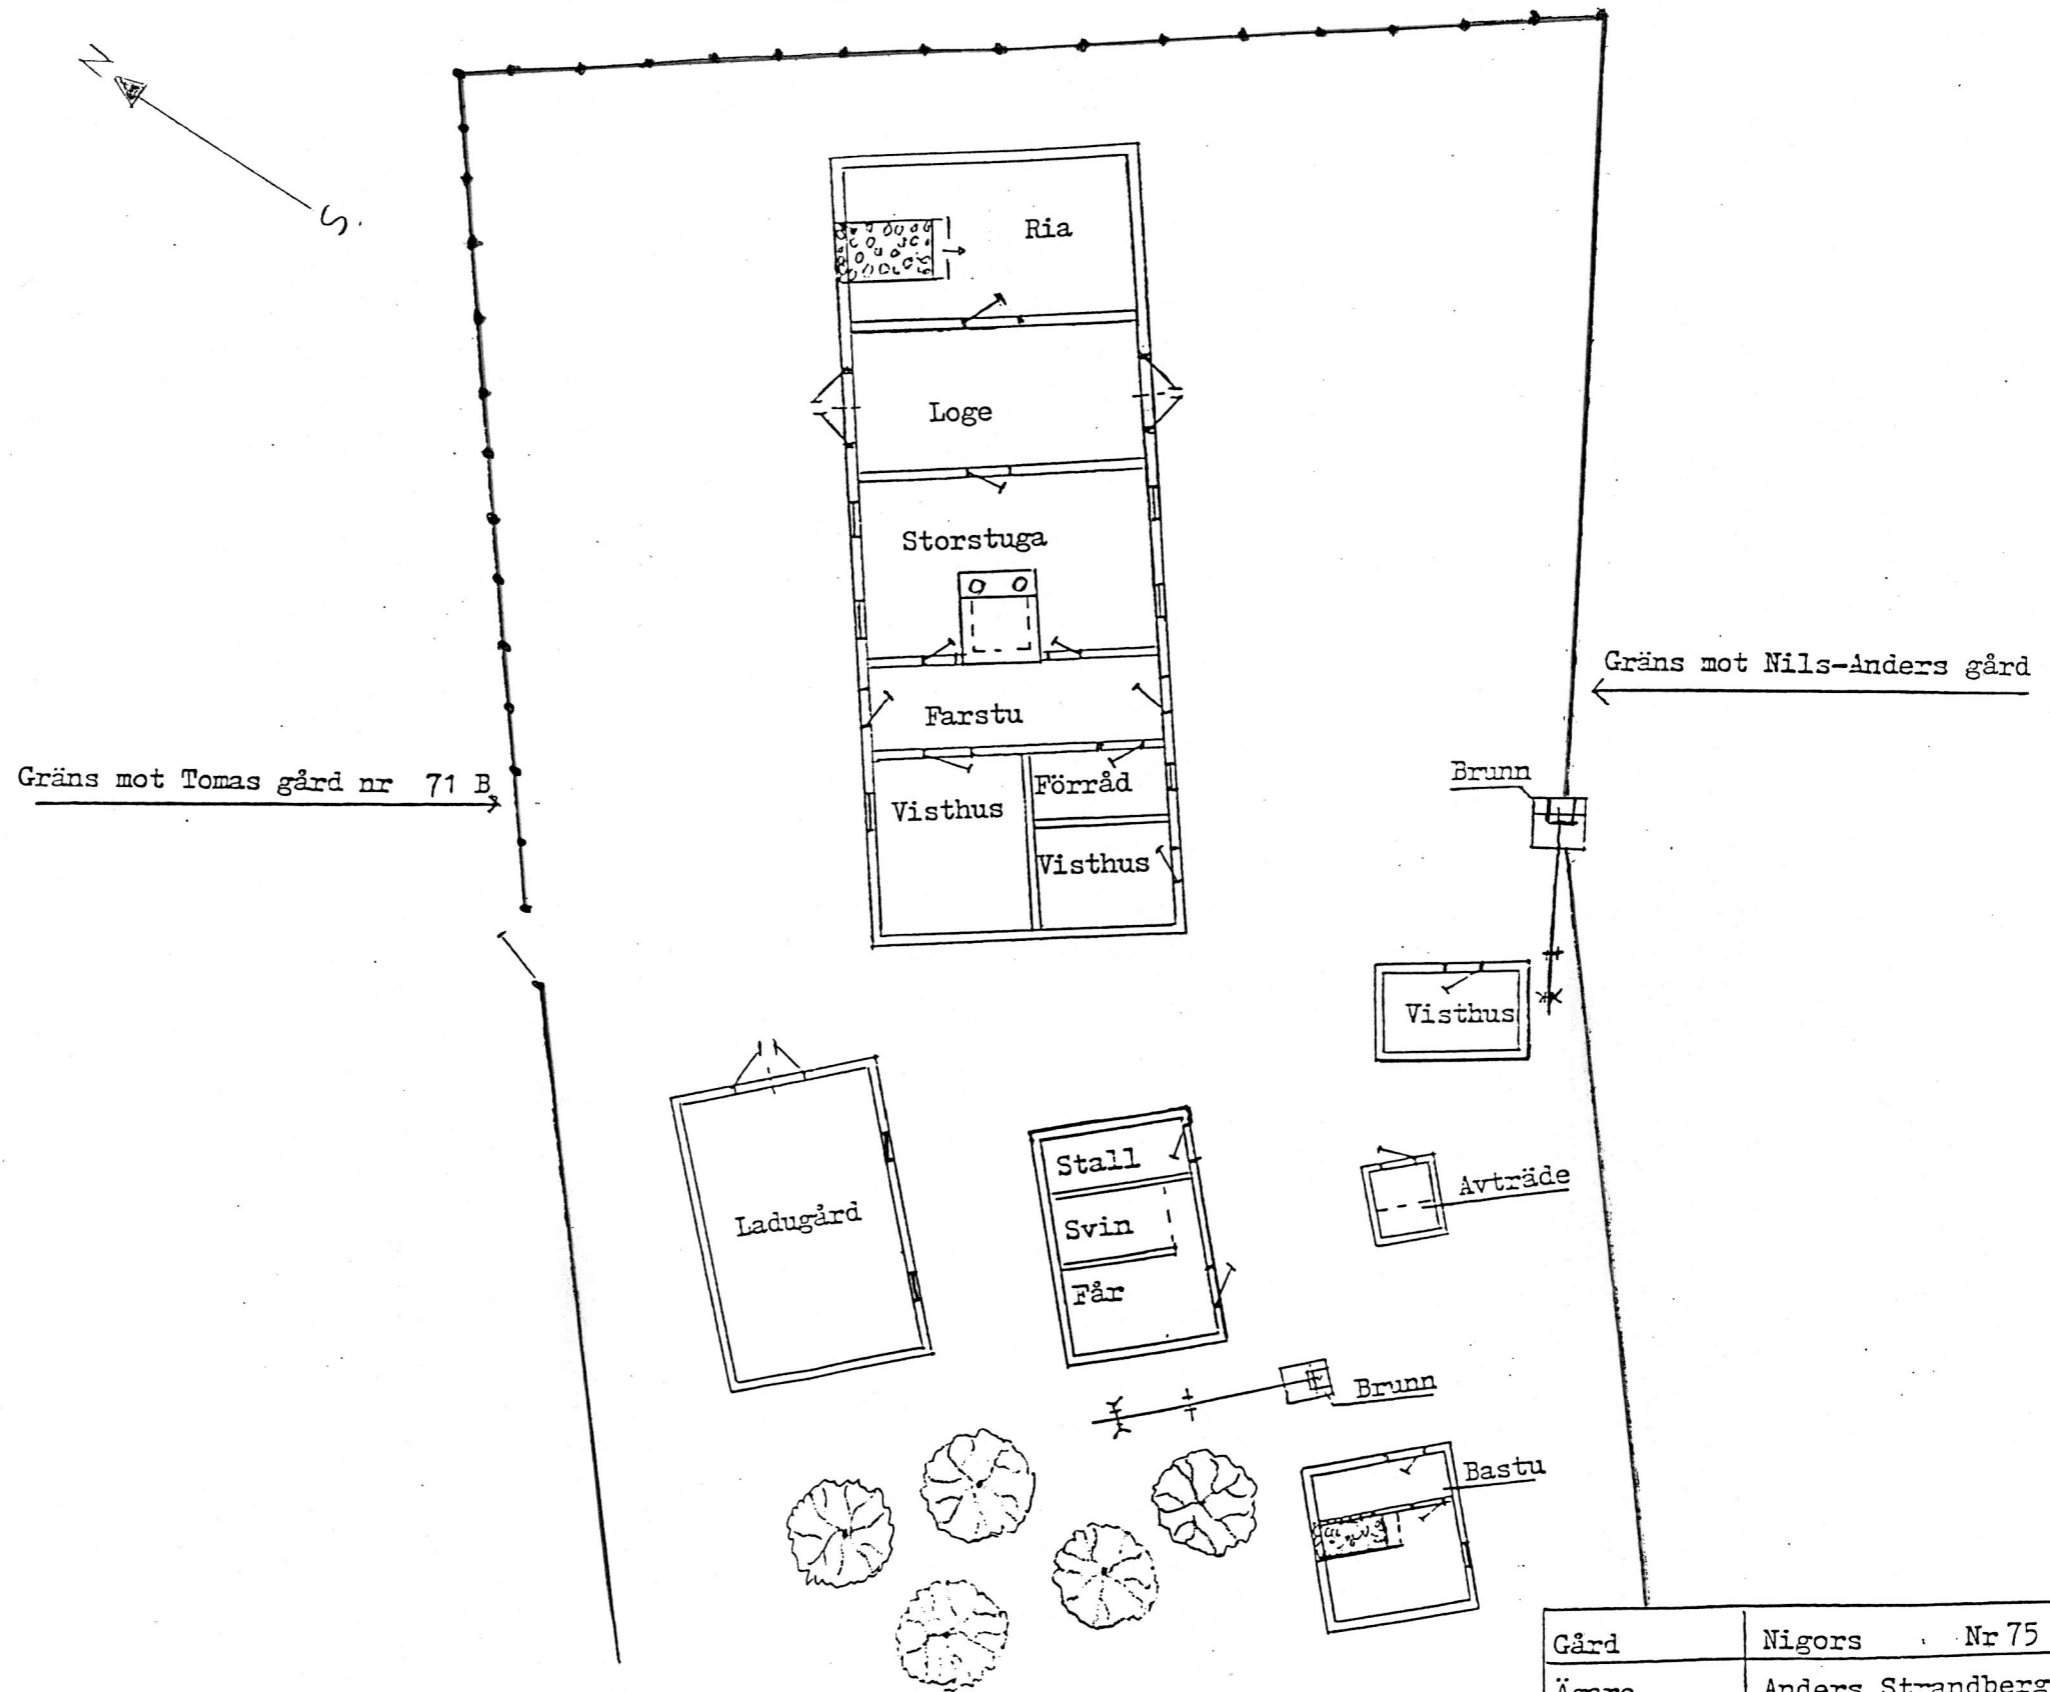 N
S.
Ria
Loge
Storstuga
Gräns mot Nils-Anders gård
Farstu
Gräns mot Tomas gård nr 71 B
Brunn
Förråd
Visthus
Visthus
Visthus
Stall
Avträde
Svin
Ladugård
Får
Brunn
Bastu
Gård Nigors Nr 75
Ägare Anders Strandberg